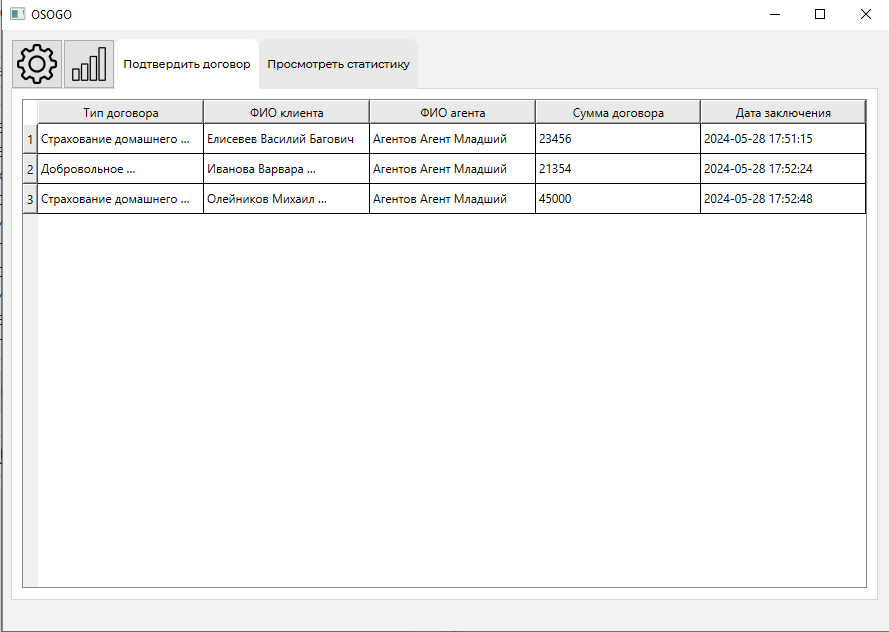 OSOGO
Подтвердить договор Просмотреть статистику
Тип договора ФИО клиента ФИО агента Сумма договора Дата заключения
1 Страхование домашнего ... Елисевев Василий Багович Агентов Агент Младший 23456 2024-05-28 17:51:15
2 Добровольное ... Иванова Варвара ... Агентов Агент Младший 21354 2024-05-28 17:52:24
3 Страхование домашнего ... Олейников Михаил ... Агентов Агент Младший 45000 2024-05-28 17:52:48